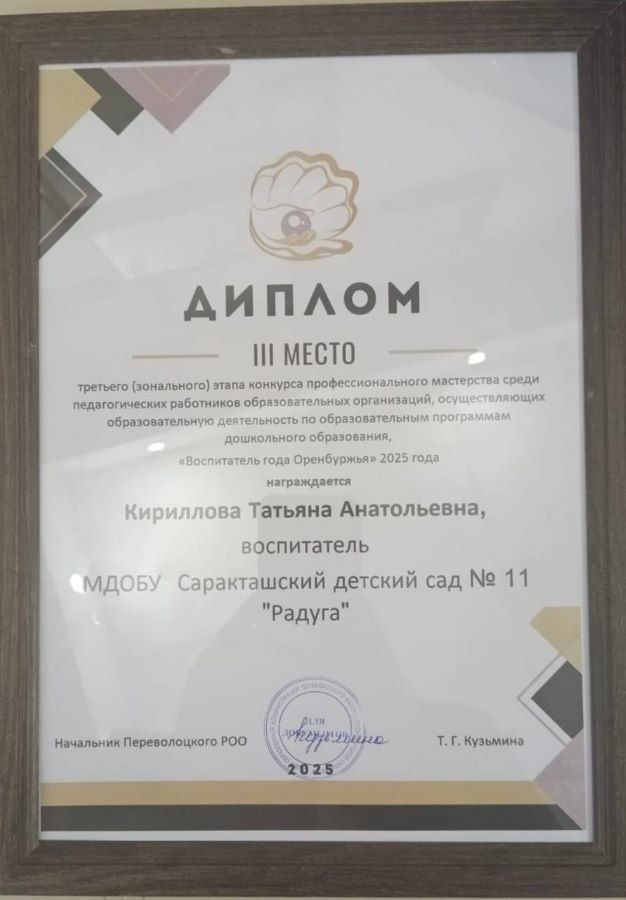 ДИПЛОМ
III МЕСТО
третьего (зонального) этапа конкурса профессионального мастерства среди
педагогических работников образовательных организаций, осуществляющих
образовательную деятельность по образовательным программам
дошкольного образования,
«Воспитатель года Оренбуржья» 2025 года
награждается
Кириллова Татьяна Анатольевна,
воспитатель
МДОБУ Саракташский детский сад № 11
"Радуга"
ДЛЯ
ДОКУМЕНТОВ
Начальник Переволоцкого РОО
Т. Г. Кузьмина
2025